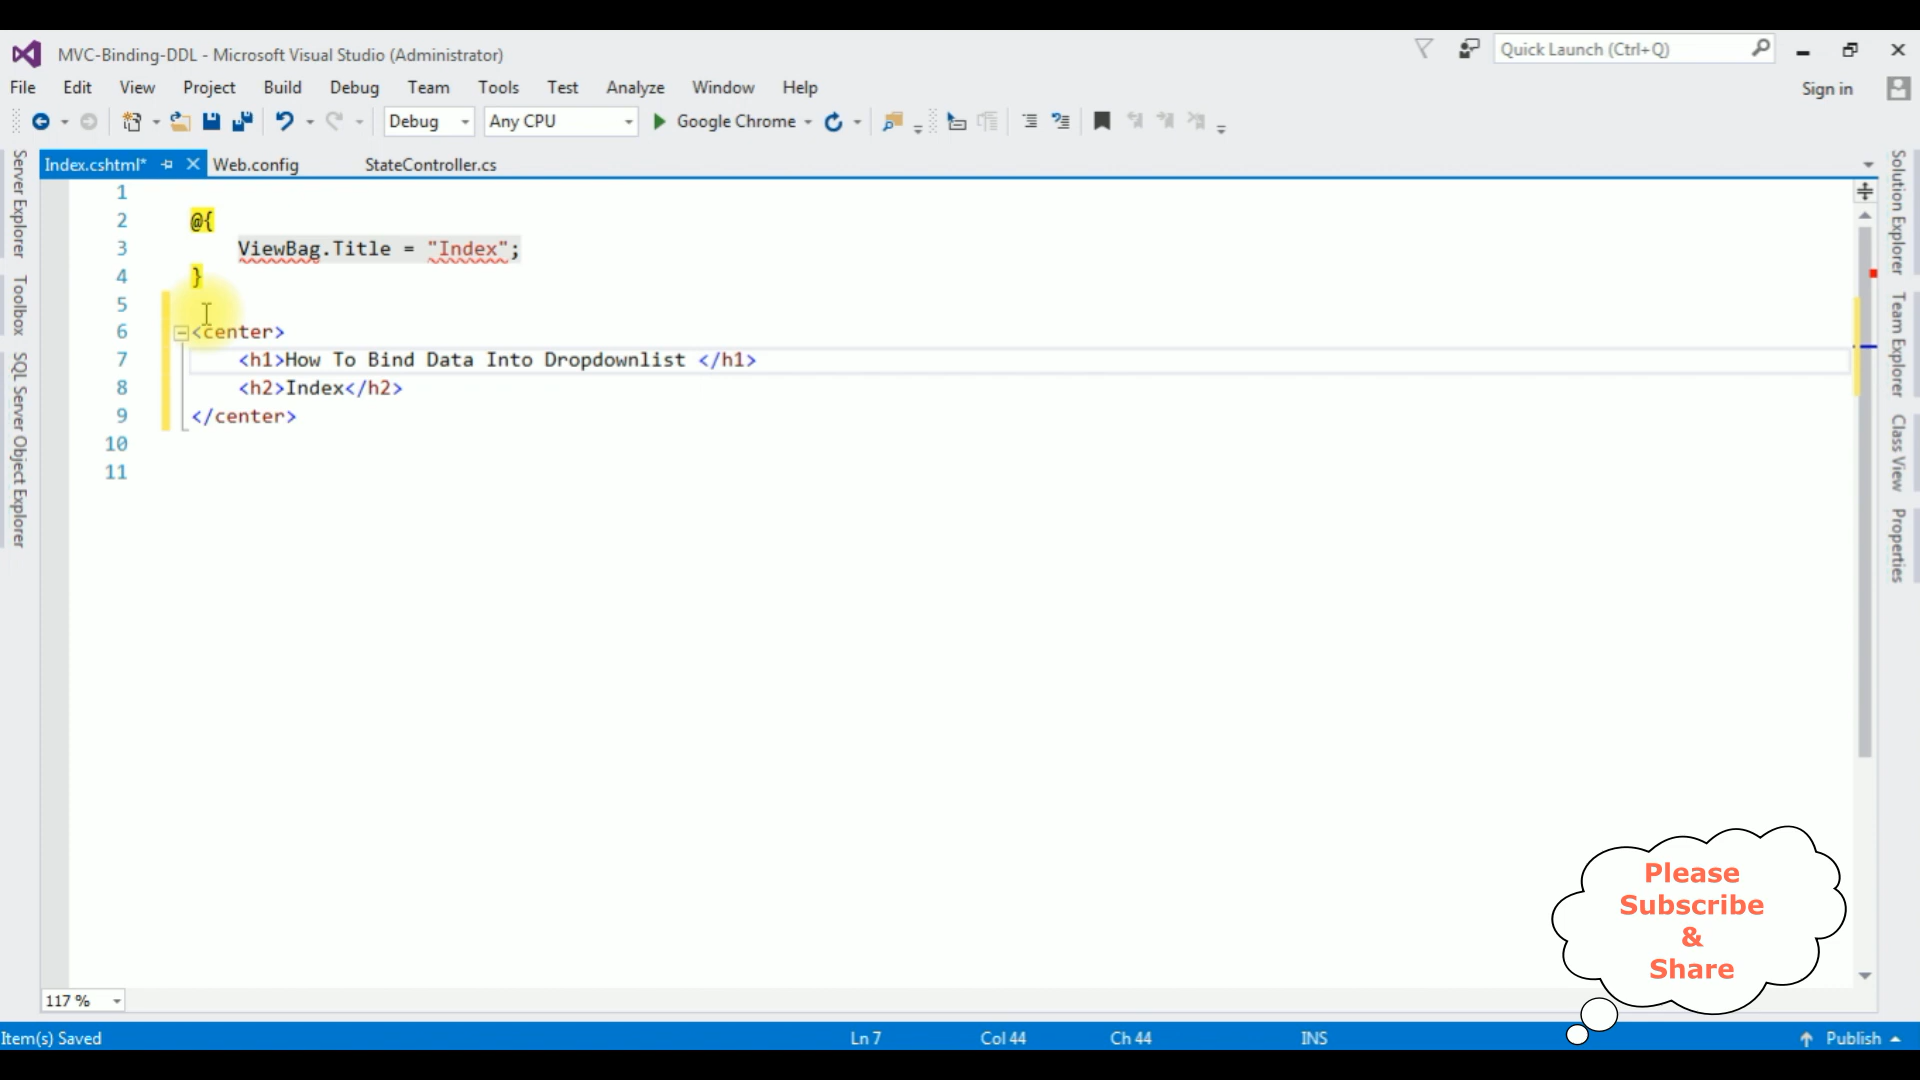 MVC-Binding-DDL - Microsoft Visual Studio (Administrator)
Quick Launch (Ctrl+Q)
File Edit View Project Build Debug Team Tools Test Analyze Window Help
Sign in
Debug
Any CPU
Google Chrome
Index.cshtml*
Web.config
StateController.cs
Server Explorer
Toolbox
SQL Server Object Explorer
1
2 @{
3 ViewBag.Title = "Index";
4 }
5
6 <center>
7 <h1>How To Bind Data Into Dropdownlist </h1>
8 <h2>Index</h2>
9 </center>
10
11
Solution Explorer
Team Explorer
Class View
Properties
Please
Subscribe
&
Share
117 %
Item(s) Saved
Ln 7
Col 44
Ch 44
INS
Publish